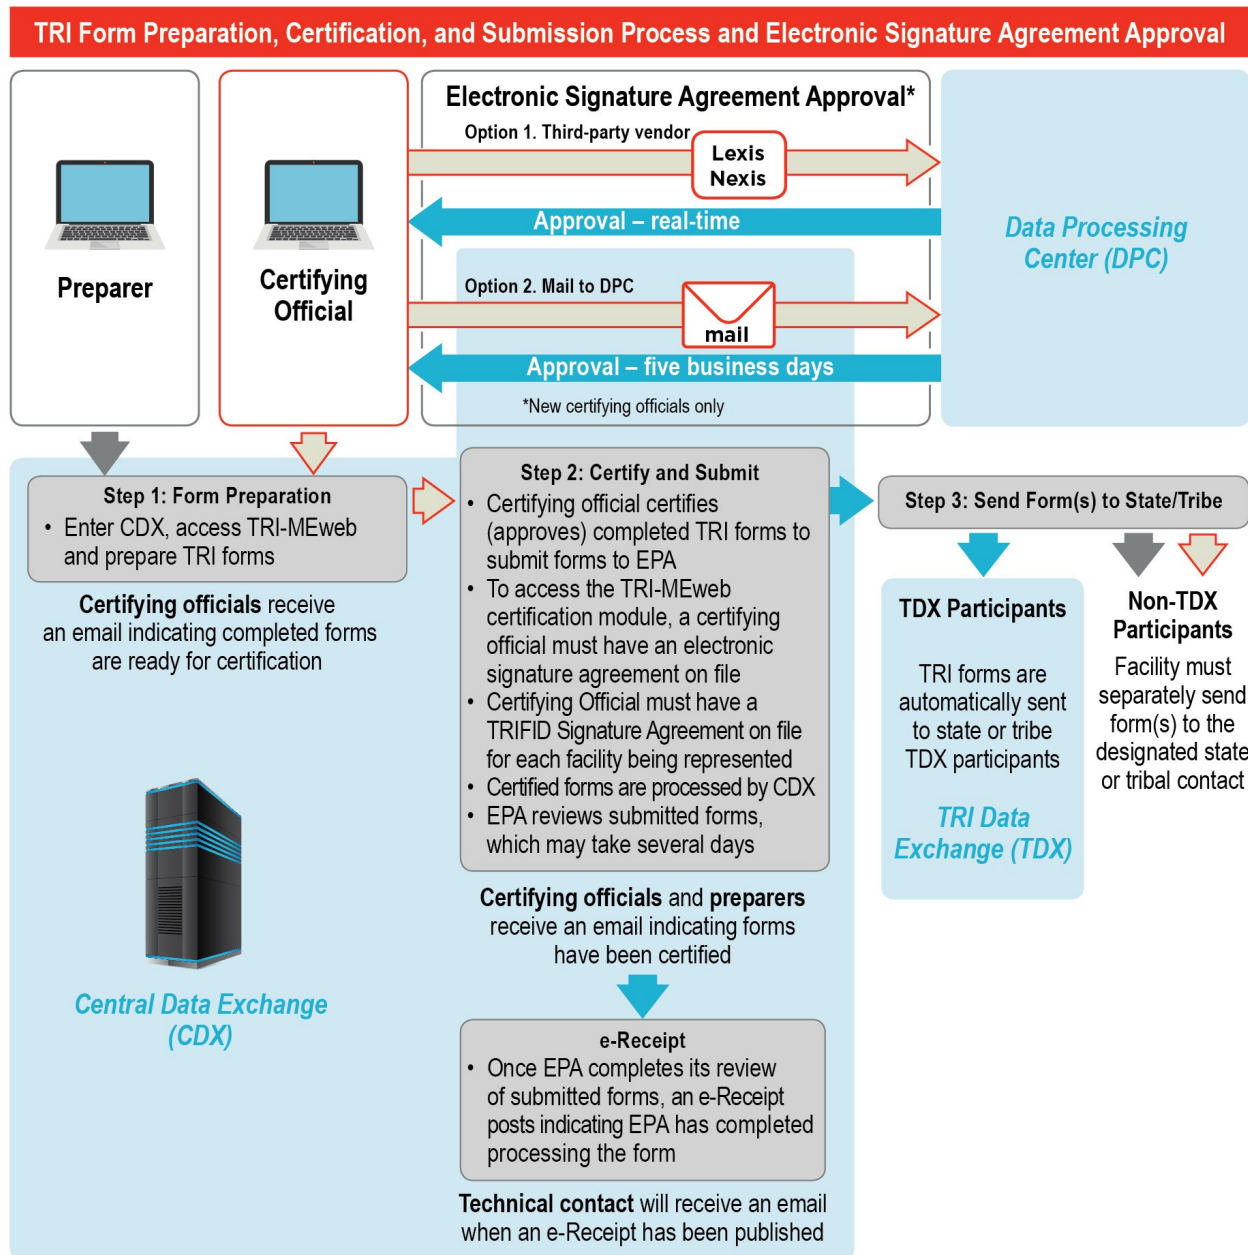 TRI Form Preparation, Certification, and Submission Process and Electronic Signature Agreement Approval
Preparer
Certifying
Official
Electronic Signature Agreement Approval*
Option 1. Third-party vendor
Lexis
Nexis
Approval – real-time
Option 2. Mail to DPC
mail
Approval – five business days
*New certifying officials only
Data Processing
Center (DPC)
Step 1: Form Preparation
• Enter CDX, access TRI-MEweb
and prepare TRI forms
Certifying officials receive
an email indicating completed forms
are ready for certification
Central Data Exchange
(CDX)
Step 2: Certify and Submit
• Certifying official certifies
(approves) completed TRI forms to
submit forms to EPA
• To access the TRI-MEweb
certification module, a certifying
official must have an electronic
signature agreement on file
• Certifying Official must have a
TRIFID Signature Agreement on file
for each facility being represented
• Certified forms are processed by CDX
• EPA reviews submitted forms,
which may take several days
Certifying officials and preparers
receive an email indicating forms
have been certified
e-Receipt
• Once EPA completes its review
of submitted forms, an e-Receipt
posts indicating EPA has completed
processing the form
Technical contact will receive an email
when an e-Receipt has been published
Step 3: Send Form(s) to State/Tribe
TDX Participants
TRI forms are
automatically sent
to state or tribe
TDX participants
TRI Data
Exchange (TDX)
Non-TDX
Participants
Facility must
separately send
form(s) to the
designated state
or tribal contact